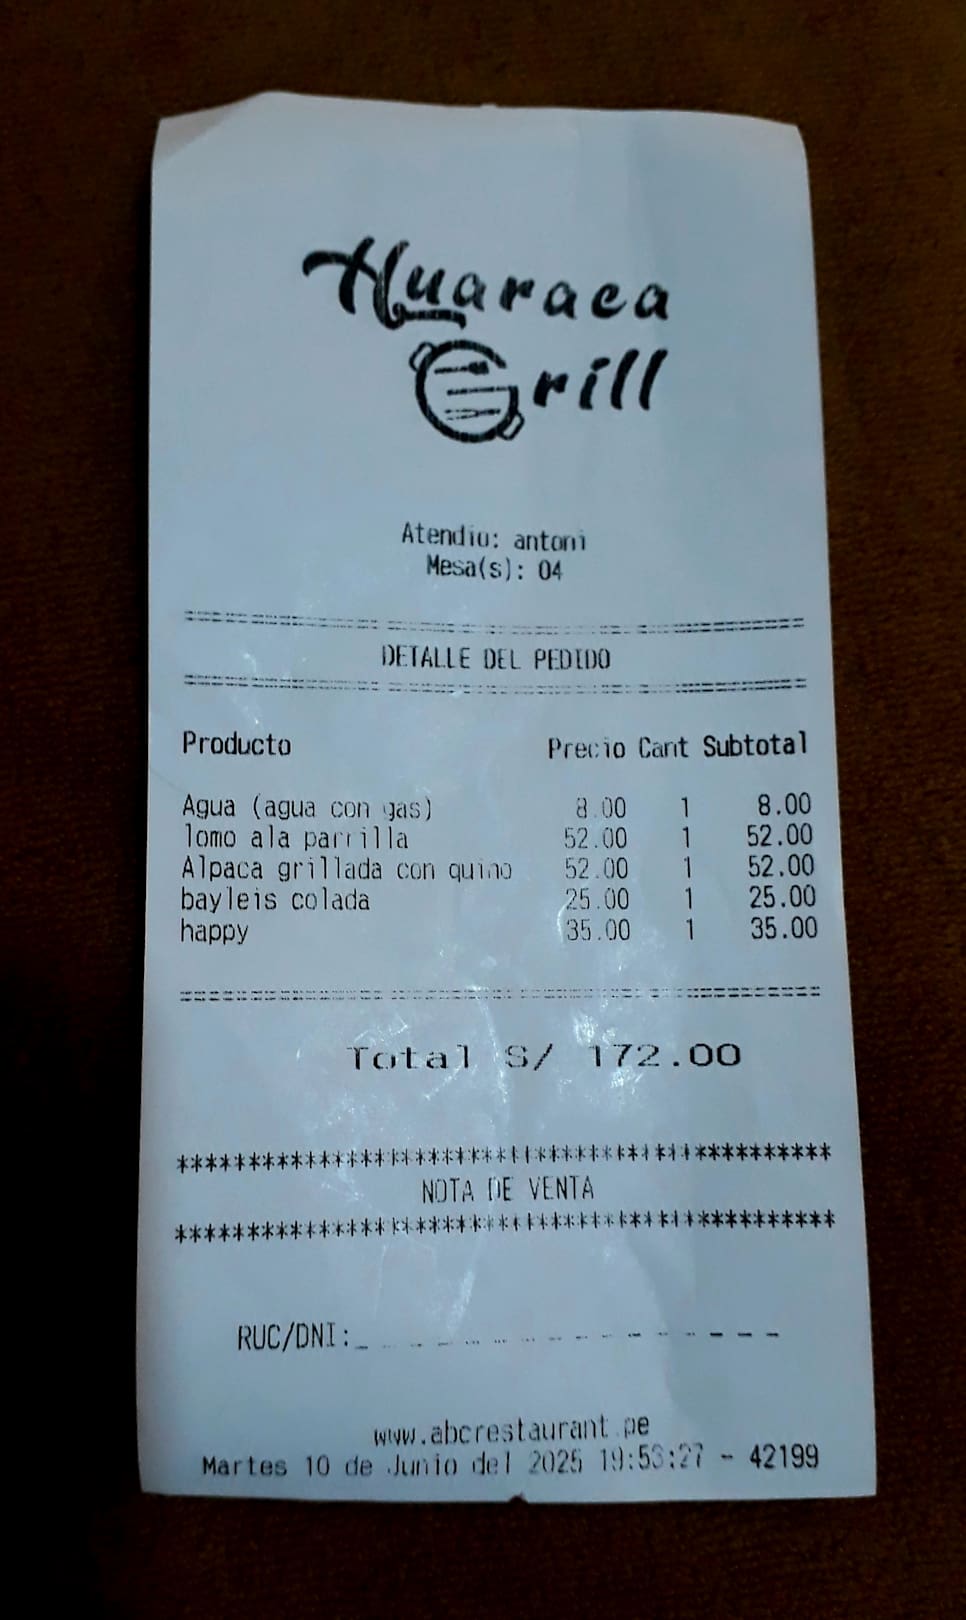 Huaraca
Grill
Atendio: antoni
Mesa(s): 04
DETALLE DEL PEDIDO
Producto Precio Cant Subtotal
Agua (agua con gas) 8.00 1 8.00
lomo ala parrilla 52.00 1 52.00
Alpaca grillada con quino 52.00 1 52.00
bayleis colada 25.00 1 25.00
happy 35.00 1 35.00
Total S/ 172.00
****************************************************
NOTA DE VENTA
****************************************************
RUC/DNI:_ _ _ _ _ _ _ _ _ _ _ _ _ _ _ _
www.abcrestaurant.pe
Martes 10 de Junio del 2025 19:53:27 - 42199